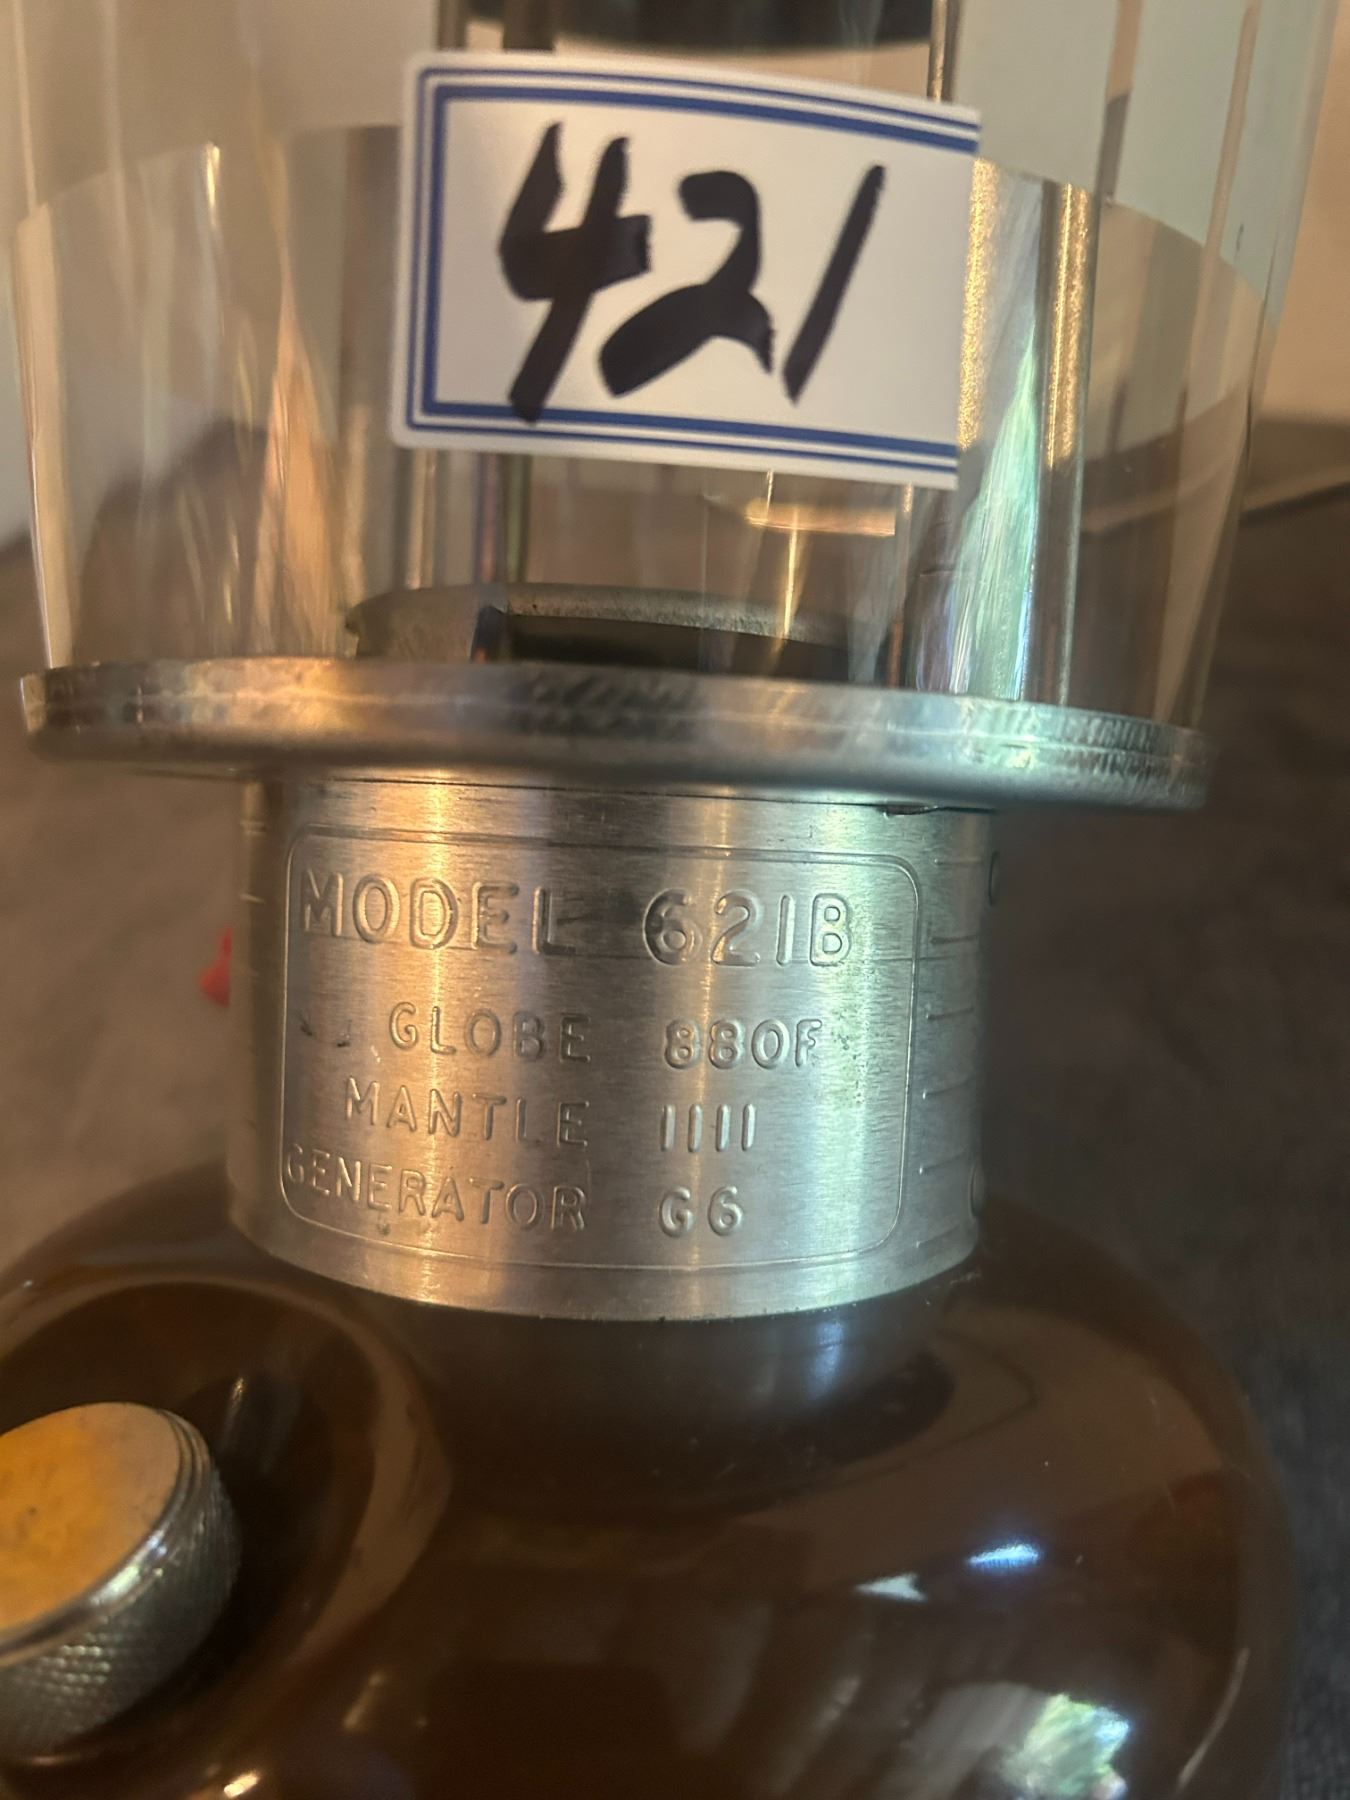 421
MODEL 621B
GLOBE 880F
MANTLE 1111
GENERATOR G6